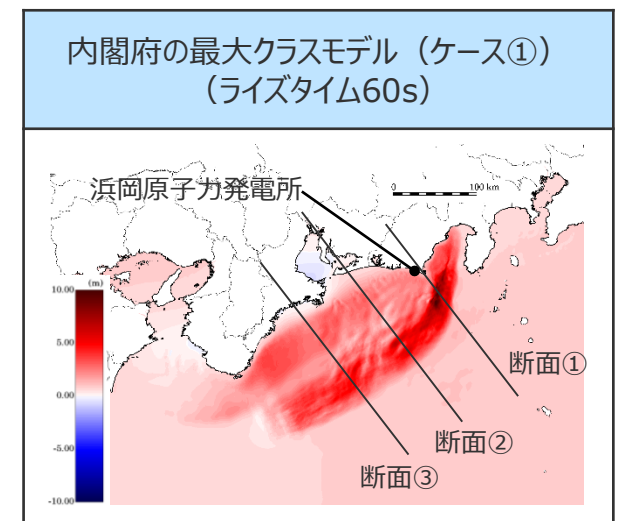 内閣府の最大クラスモデル（ケース①）
（ライズタイム60s）
浜岡原子力発電所
0 100 km
(m)
10.00
5.00
0.00
-5.00
-10.00
断面①
断面②
断面③